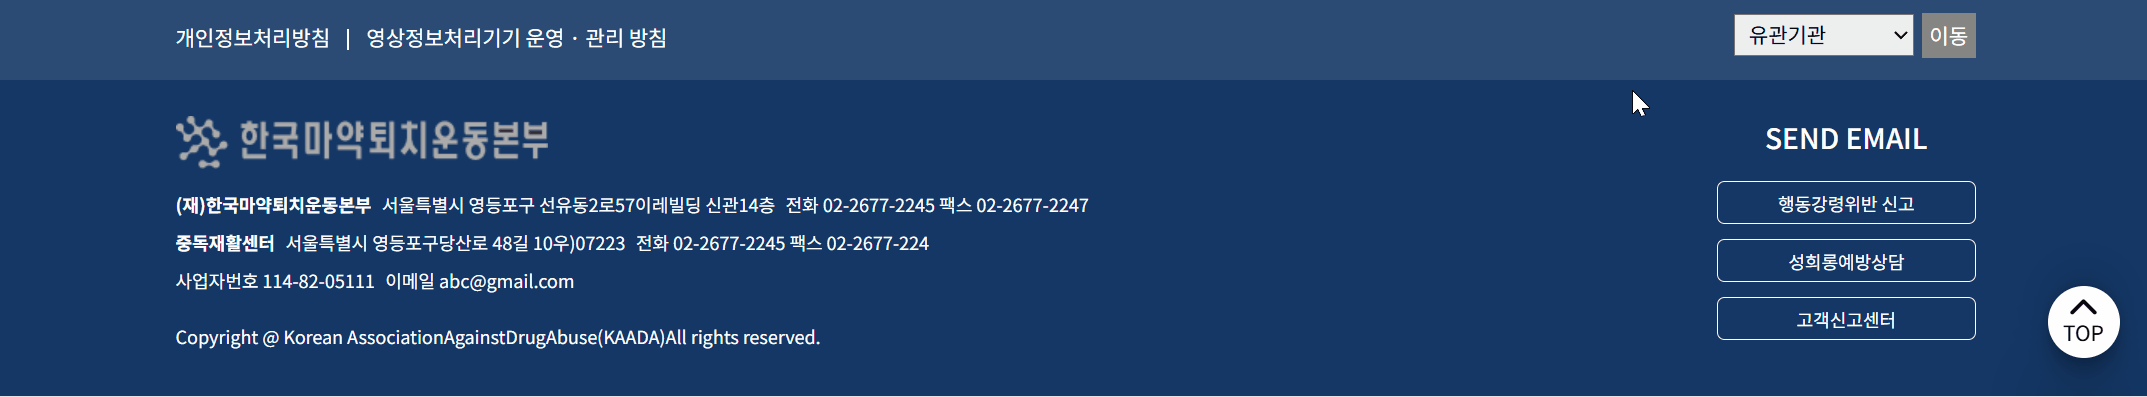 개인정보처리방침 | 영상정보처리기기 운영 · 관리 방침
유관기관 이동
한국마약퇴치운동본부
(재)한국마약퇴치운동본부 서울특별시 영등포구 선유동2로57이레빌딩 신관14층 전화 02-2677-2245 팩스 02-2677-2247
중독재활센터 서울특별시 영등포구당산로 48길 10우)07223 전화 02-2677-2245 팩스 02-2677-224
사업자번호 114-82-05111 이메일 abc@gmail.com
Copyright @ Korean AssociationAgainstDrugAbuse(KAADA)All rights reserved.
SEND EMAIL
행동강령위반 신고
성희롱예방상담
고객신고센터
TOP